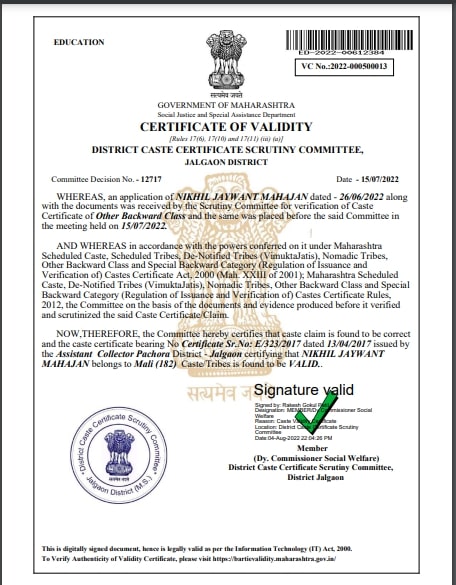 EDUCATION
ED-2022-00612384
VC No.:2022-000500013
सत्यमेव जयते
GOVERNMENT OF MAHARASHTRA
Social Justice and Special Assistance Department
CERTIFICATE OF VALIDITY
[Rules 17(6), 17(10) and 17(11) (ii) (a)]
DISTRICT CASTE CERTIFICATE SCRUTINY COMMITTEE,
JALGAON DISTRICT
Committee Decision No. - 12717 Date - 15/07/2022
WHEREAS, an application of NIKHIL JAYWANT MAHAJAN dated - 26/06/2022 along
with the documents was received by the Scrutiny Committee for verification of Caste
Certificate of Other Backward Class and the same was placed before the said Committee in
the meeting held on 15/07/2022.
AND WHEREAS in accordance with the powers conferred on it under Maharashtra
Scheduled Caste, Scheduled Tribes, De-Notified Tribes (VimuktaJatis), Nomadic Tribes,
Other Backward Class and Special Backward Category (Regulation of Issuance and
Verification of) Castes Certificate Act, 2000 (Mah. XXIII of 2001); Maharashtra Scheduled
Caste, De-Notified Tribes (VimuktaJatis), Nomadic Tribes, Other Backward Class and Special
Backward Category (Regulation of Issuance and Verification of) Castes Certificate Rules,
2012, the Committee on the basis of the documents and evidence produced before it verified
and scrutinized the said Caste Certificate/Claim.
NOW,THEREFORE, the Committee hereby certifies that caste claim is found to be correct
and the caste certificate bearing No Certificate Sr.No: E/323/2017 dated 13/04/2017 issued by
the Assistant Collector Pachora District - Jalgaon certifying that NIKHIL JAYWANT
MAHAJAN belongs to Mali (182) Caste/Tribes is found to be VALID..
सत्यमेव जयते
Signature valid
Signed by: Rakesh Gokul
Designation: MEMBER/Dy. Commissioner Social
Welfare
Reason: Caste Validity Certificate
Location: District Caste Certificate Scrutiny
Committee
Date:04-Aug-2022 22:04:26 PM
Member
(Dy. Commissioner Social Welfare)
District Caste Certificate Scrutiny Committee,
District Jalgaon
District Caste Certificate Scrutiny Committee
Jalgaon District (M.S.)
This is digitally signed document, hence is legally valid as per the Information Technology (IT) Act, 2000.
To Verify Authenticity of Validity Certificate, please visit https://bartievalidity.maharashtra.gov.in/